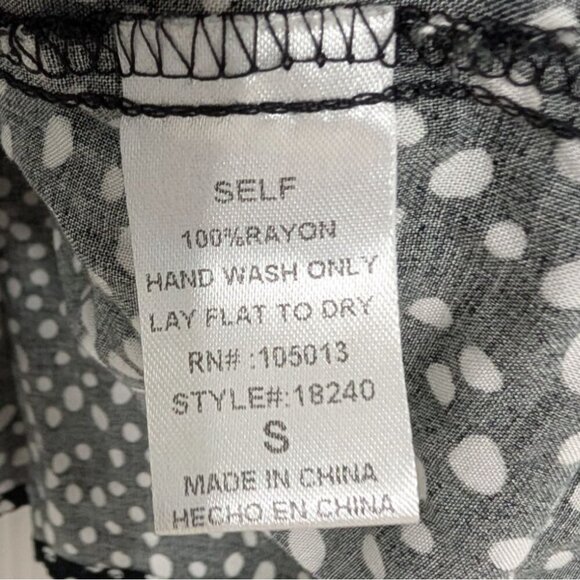 SELF
100%RAYON
HAND WASH ONLY
LAY FLAT TO DRY
RN# :105013
STYLE#:18240
S
MADE IN CHINA
HECHO EN CHINA